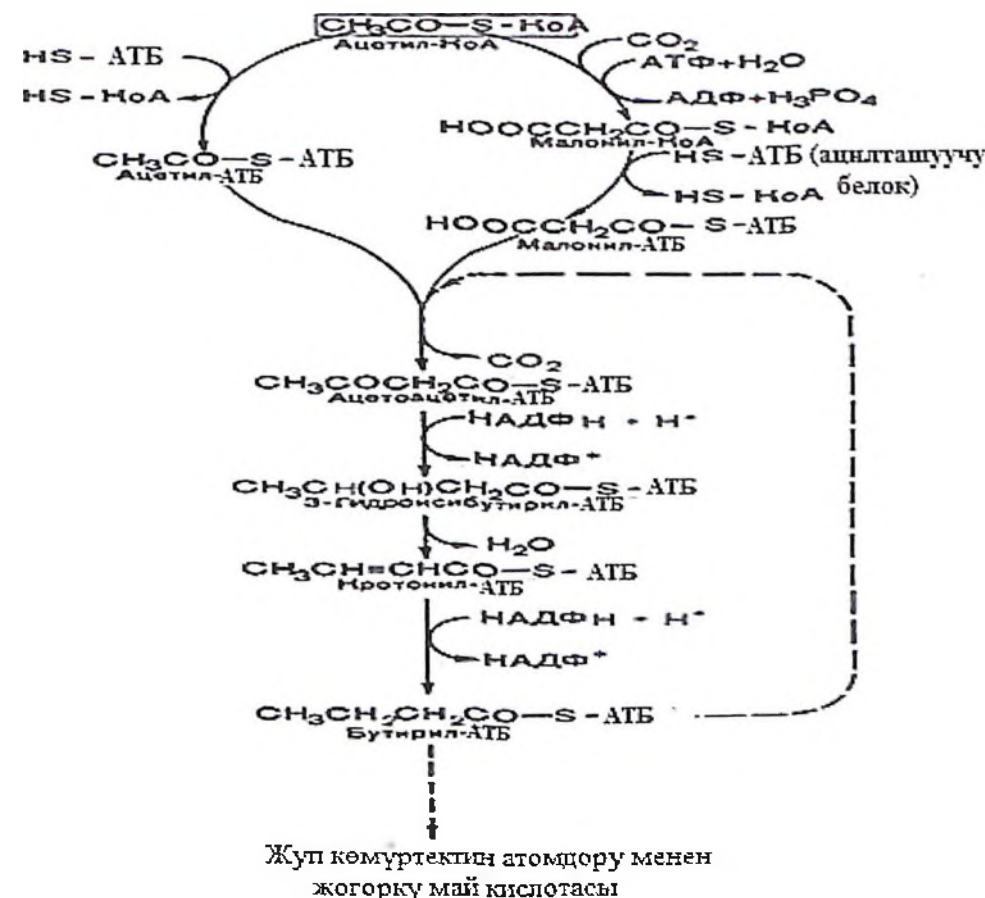 CH₃CO—S-КоА
Ацетил-КоА
HS-АТБ
HS-КоА
CO₂
АТФ+H₂O
АДФ+H₃PO₄
HOOCCH₂CO—S-КоА
Малонил-КоА
CH₃CO—S-АТБ
Ацетил-АТБ
HS-АТБ (ацилташуучу
белок)
HS-КоА
HOOCCH₂CO—S-АТБ
Малонил-АТБ
CO₂
CH₃COCH₂CO—S-АТБ
Ацетоацетил-АТБ
НАДФН + H⁺
НАДФ⁺
CH₃CH(OH)CH₂CO—S-АТБ
3-Гидроксибутирил-АТБ
H₂O
CH₃CH=CHCO—S-АТБ
Кротонил-АТБ
НАДФН + H⁺
НАДФ⁺
CH₃CH₂CH₂CO—S-АТБ
Бутирил-АТБ
Жуп көмүртектин атомдору менен
жогорку май кислотасы